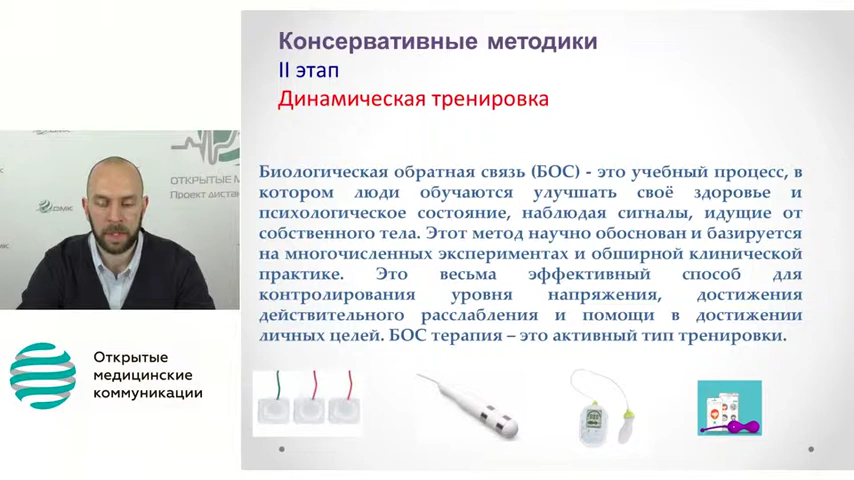 Консервативные методики
II этап
Динамическая тренировка
Биологическая обратная связь (БОС) - это учебный процесс, в
котором люди обучаются улучшать своё здоровье и
психологическое состояние, наблюдая сигналы, идущие от
собственного тела. Этот метод научно обоснован и базируется
на многочисленных экспериментах и обширной клинической
практике. Это весьма эффективный способ для
контролирования уровня напряжения, достижения
действительного расслабления и помощи в достижении
личных целей. БОС терапия – это активный тип тренировки.
ОТКРЫТЫЕ М
Проект диста
Открытые
медицинские
коммуникации